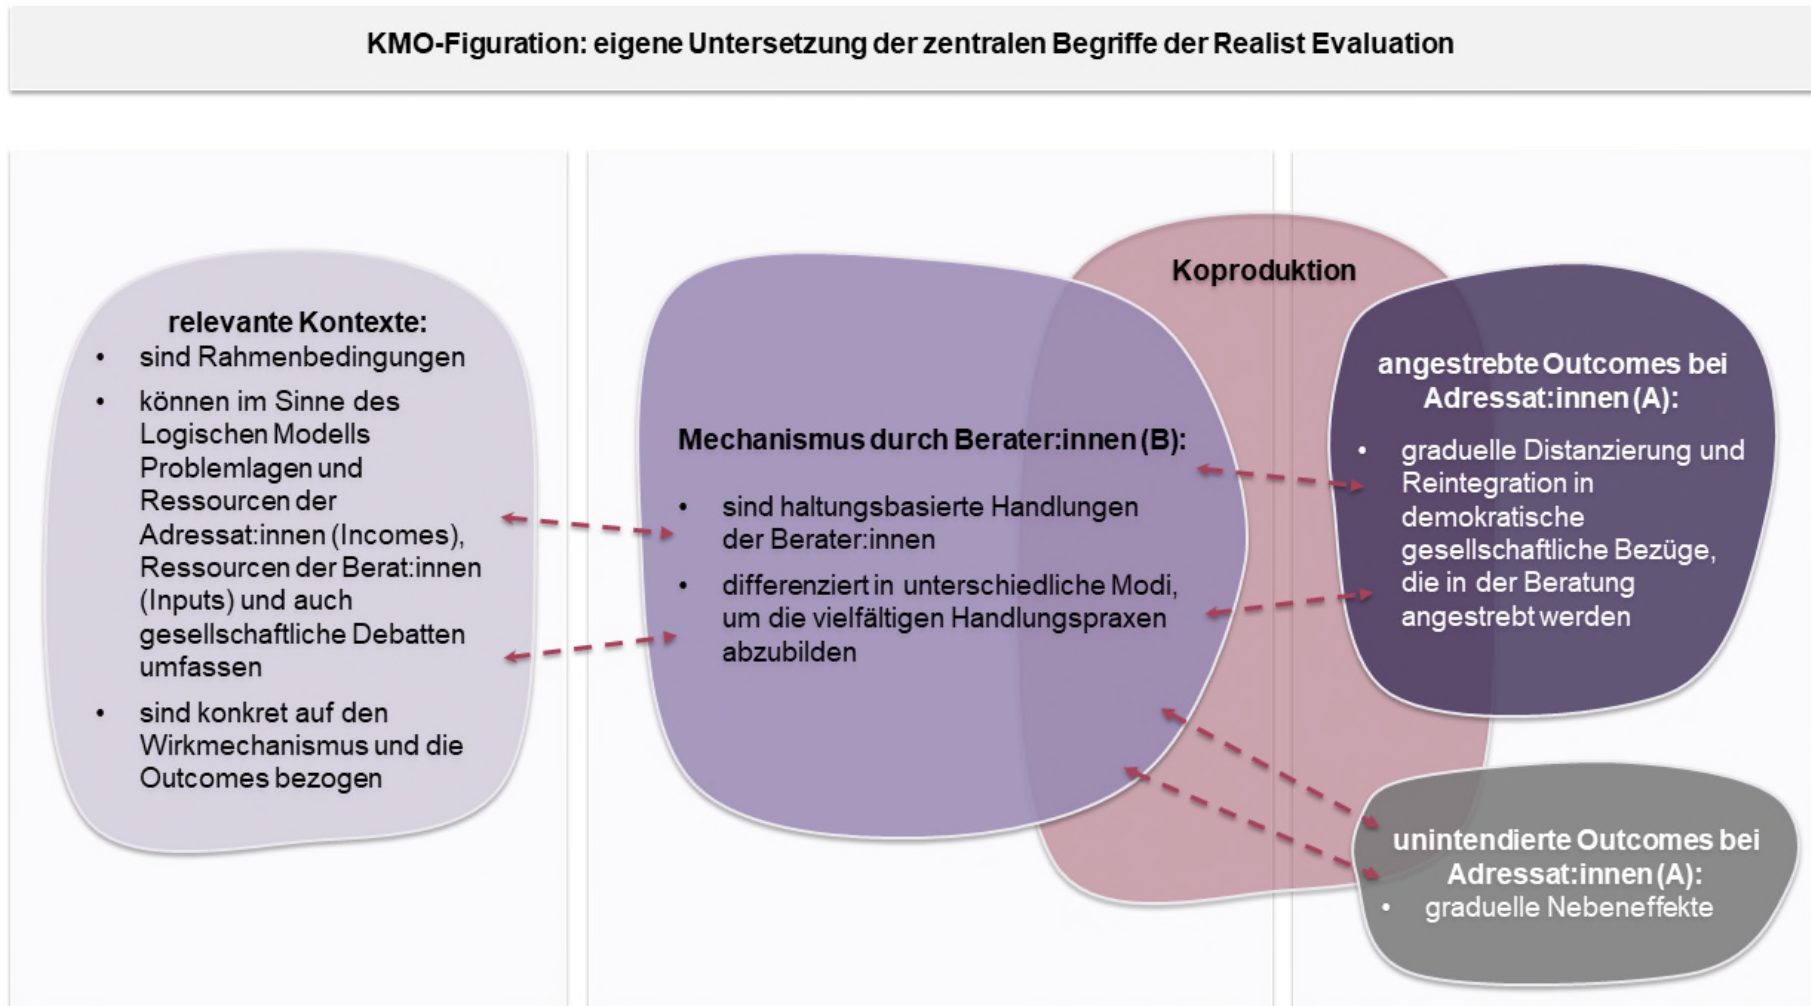 KMO-Figuration: eigene Untersetzung der zentralen Begriffe der Realist Evaluation
relevante Kontexte:
• sind Rahmenbedingungen
• können im Sinne des
Logischen Modells
Problemlagen und
Ressourcen der
Adressat:innen (Incomes),
Ressourcen der Berat:innen
(Inputs) und auch
gesellschaftliche Debatten
umfassen
• sind konkret auf den
Wirkmechanismus und die
Outcomes bezogen
Mechanismus durch Berater:innen (B):
• sind haltungsbasierte Handlungen
der Berater:innen
• differenziert in unterschiedliche Modi,
um die vielfältigen Handlungspraxen
abzubilden
Koproduktion
angestrebte Outcomes bei
Adressat:innen (A):
• graduelle Distanzierung und
Reintegration in
demokratische
gesellschaftliche Bezüge,
die in der Beratung
angestrebt werden
unintendierte Outcomes bei
Adressat:innen (A):
• graduelle Nebeneffekte